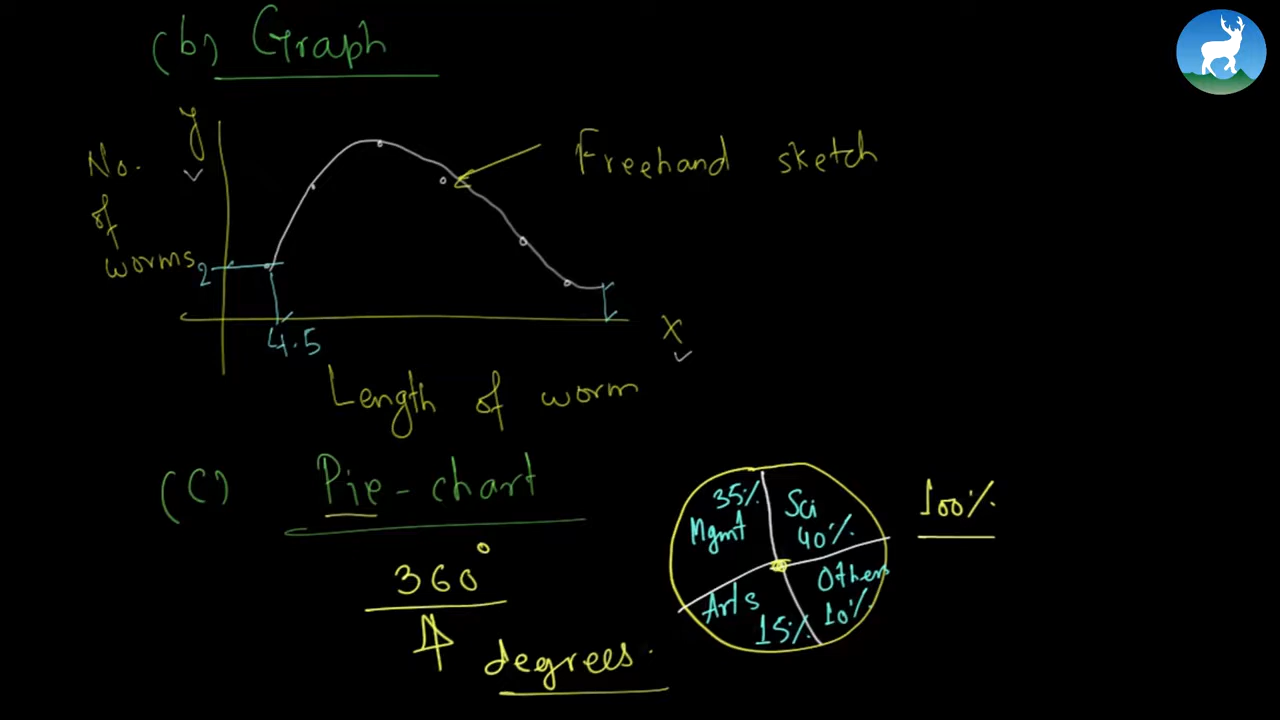 (b) Graph
y
No.
of
worms
2
Freehand sketch
4.5
X
Length of worm
(C) Pie-chart
360°
degrees.
35%
Mgmt
Sci
40%
Others
10%
Arts
15%
100%